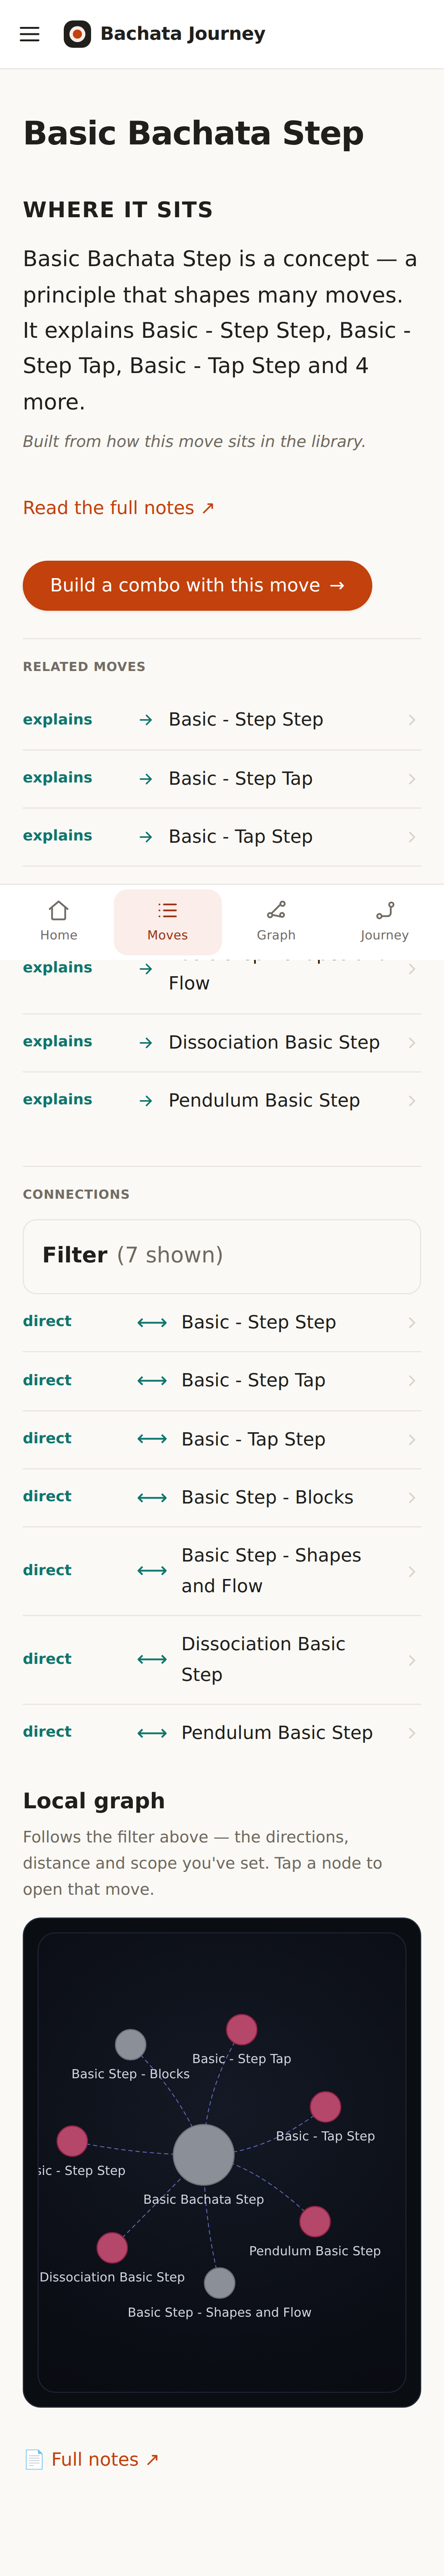 Bachata Journey
Basic Bachata Step
WHERE IT SITS
Basic Bachata Step is a concept — a
principle that shapes many moves.
It explains Basic - Step Step, Basic -
Step Tap, Basic - Tap Step and 4
more.
Built from how this move sits in the library.
Read the full notes ↗
Build a combo with this move →
RELATED MOVES
explains → Basic - Step Step
explains → Basic - Step Tap
explains → Basic - Tap Step
Home Moves Graph Journey
explains →
Flow
explains → Dissociation Basic Step
explains → Pendulum Basic Step
CONNECTIONS
Filter (7 shown)
direct ⟷ Basic - Step Step
direct ⟷ Basic - Step Tap
direct ⟷ Basic - Tap Step
direct ⟷ Basic Step - Blocks
direct ⟷ Basic Step - Shapes
and Flow
direct ⟷ Dissociation Basic
Step
direct ⟷ Pendulum Basic Step
Local graph
Follows the filter above — the directions,
distance and scope you've set. Tap a node to
open that move.
Basic - Step Tap
Basic Step - Blocks
Basic - Tap Step
sic - Step Step
Basic Bachata Step
Pendulum Basic Step
Dissociation Basic Step
Basic Step - Shapes and Flow
📄 Full notes ↗